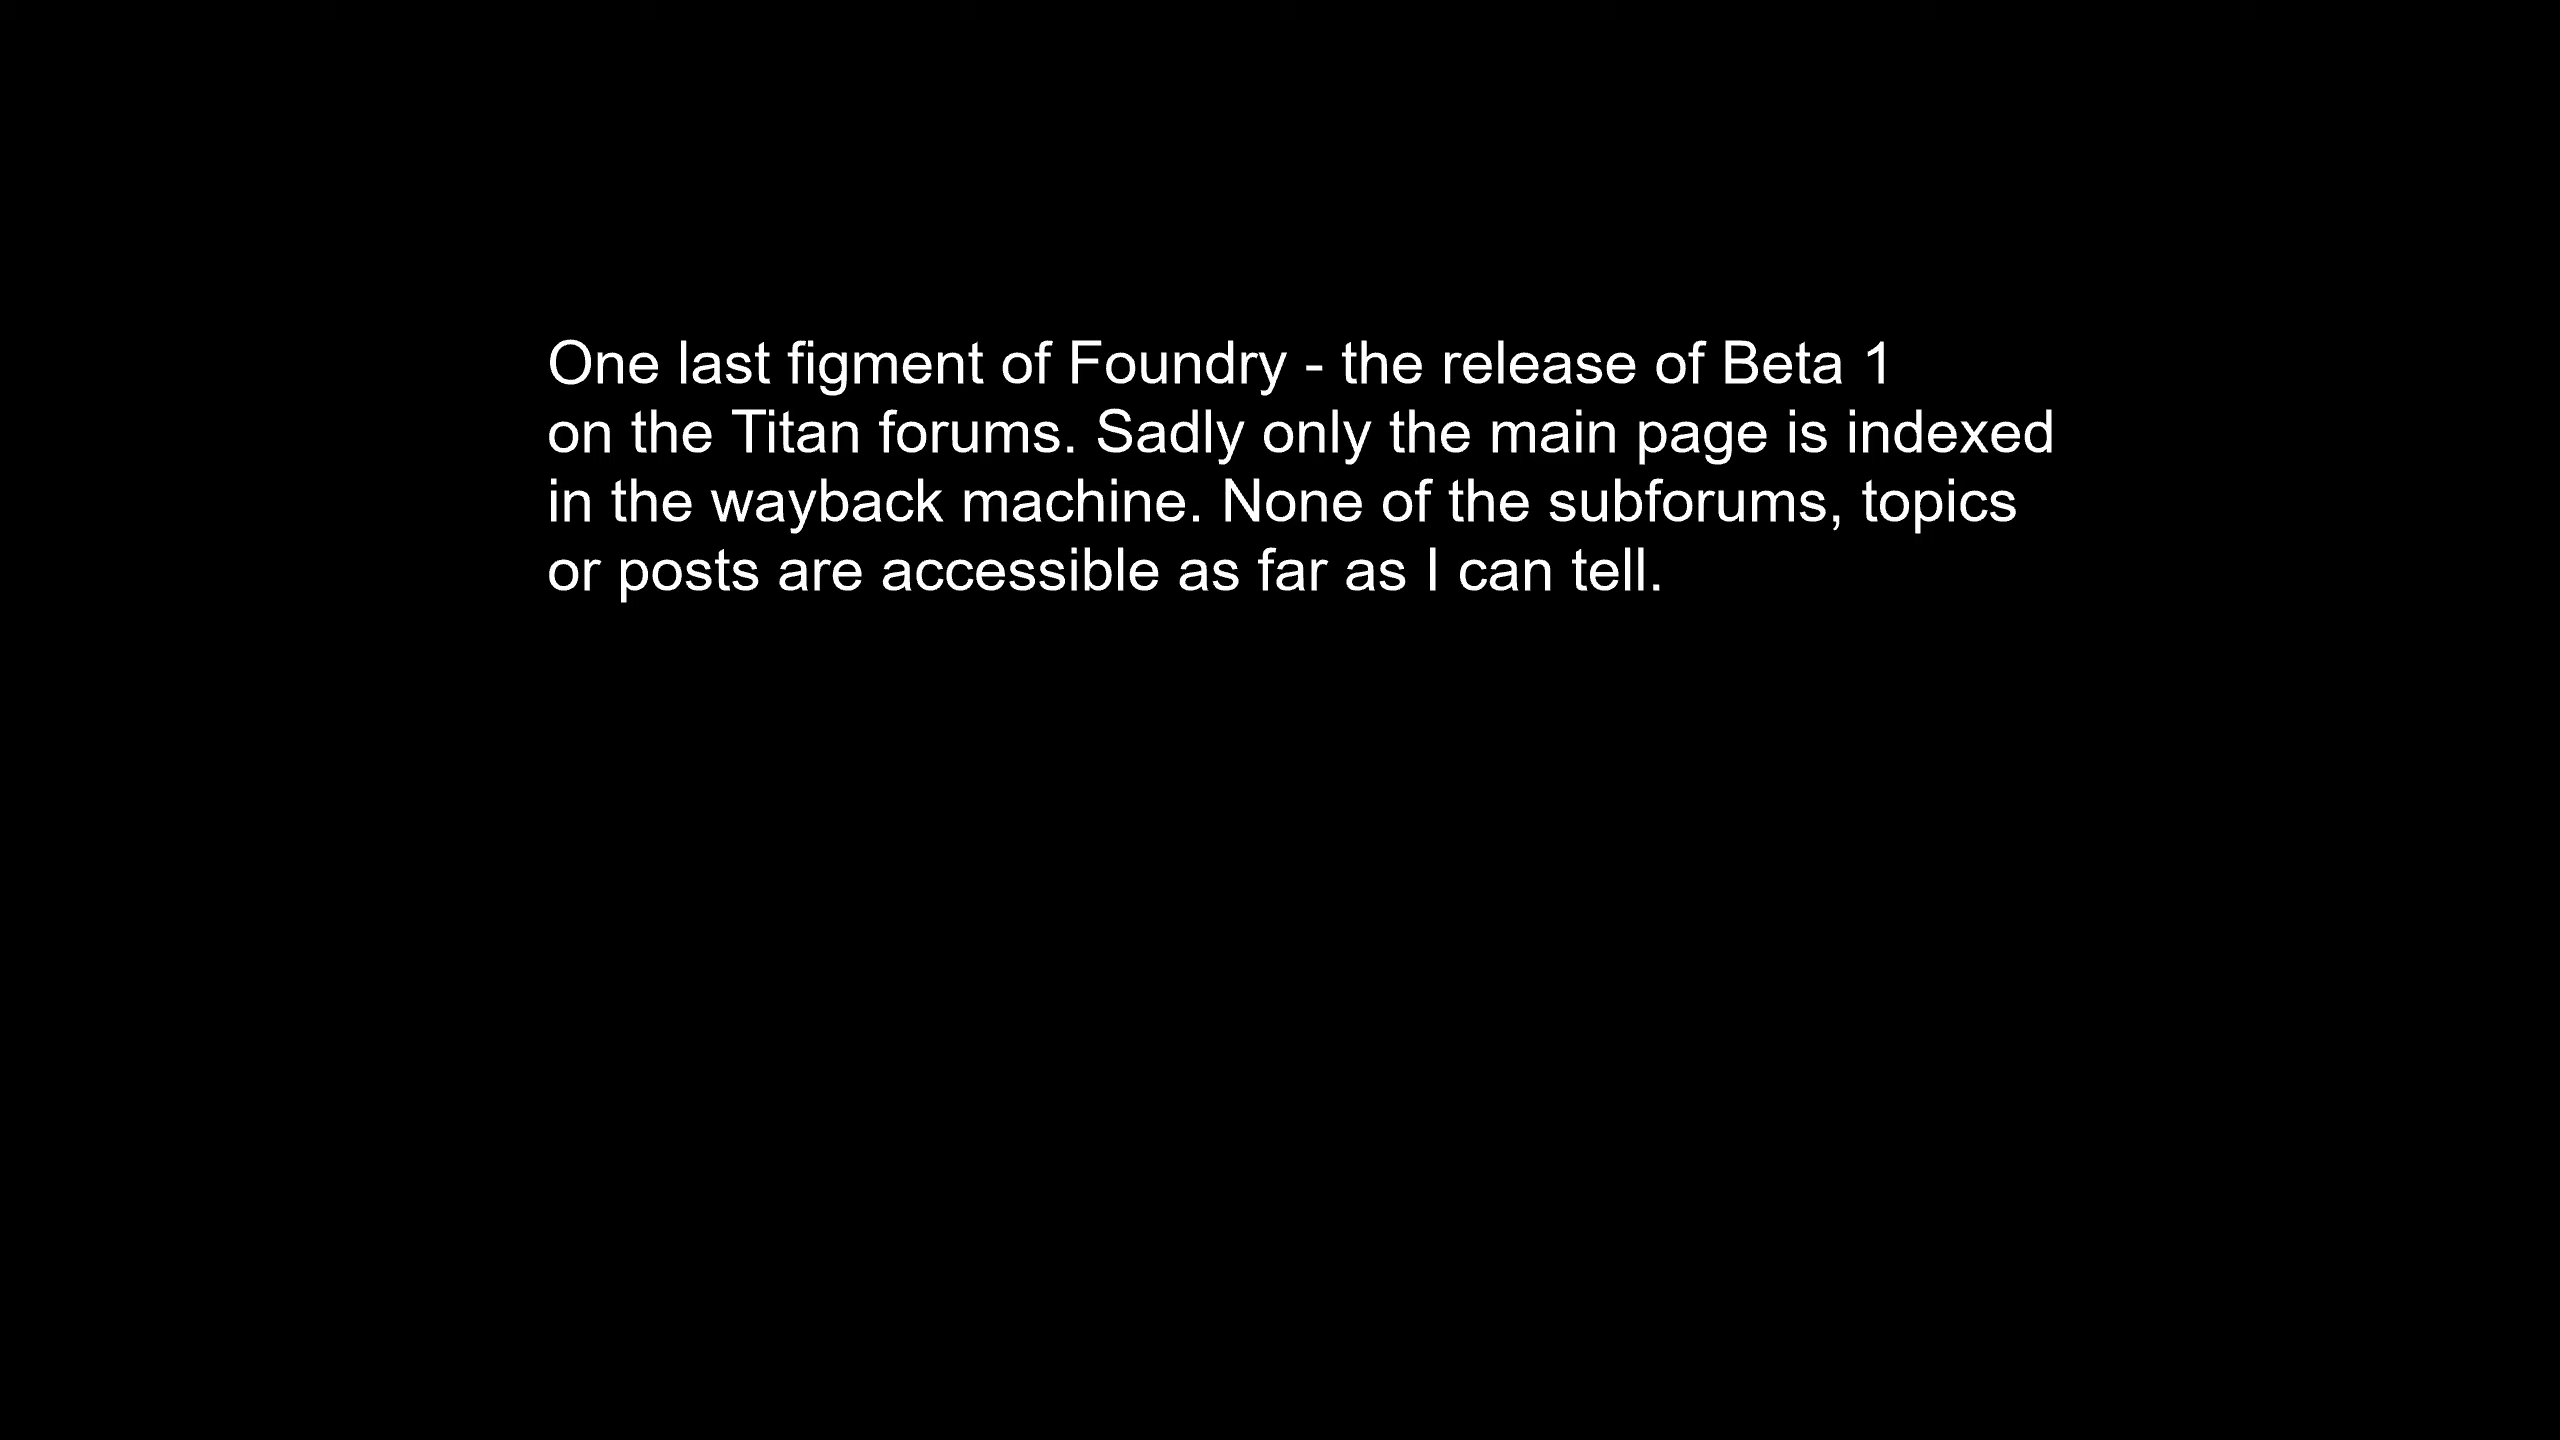 One last figment of Foundry - the release of Beta 1
on the Titan forums. Sadly only the main page is indexed
in the wayback machine. None of the subforums, topics
or posts are accessible as far as I can tell.